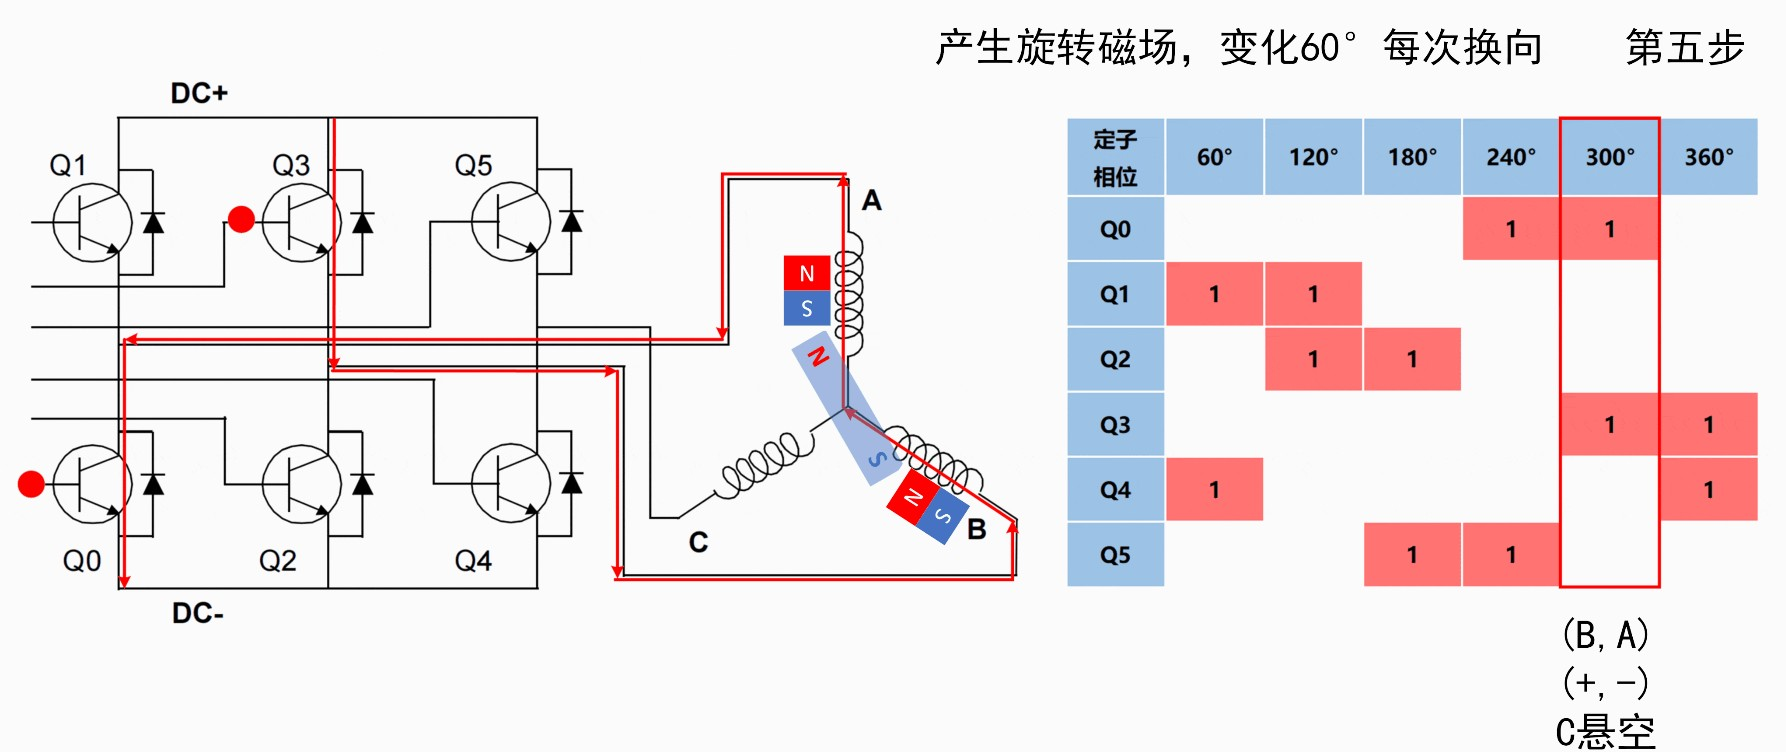 产生旋转磁场，变化60°每次换向 第五步
DC+
Q1
Q3
Q5
A
N
S
N
S
N
S
B
C
Q0
Q2
Q4
DC-
定子相位 60° 120° 180° 240° 300° 360°
Q0 1 1
Q1 1 1
Q2 1 1
Q3 1 1
Q4 1 1
Q5 1 1
(B, A)
(+, −)
C悬空